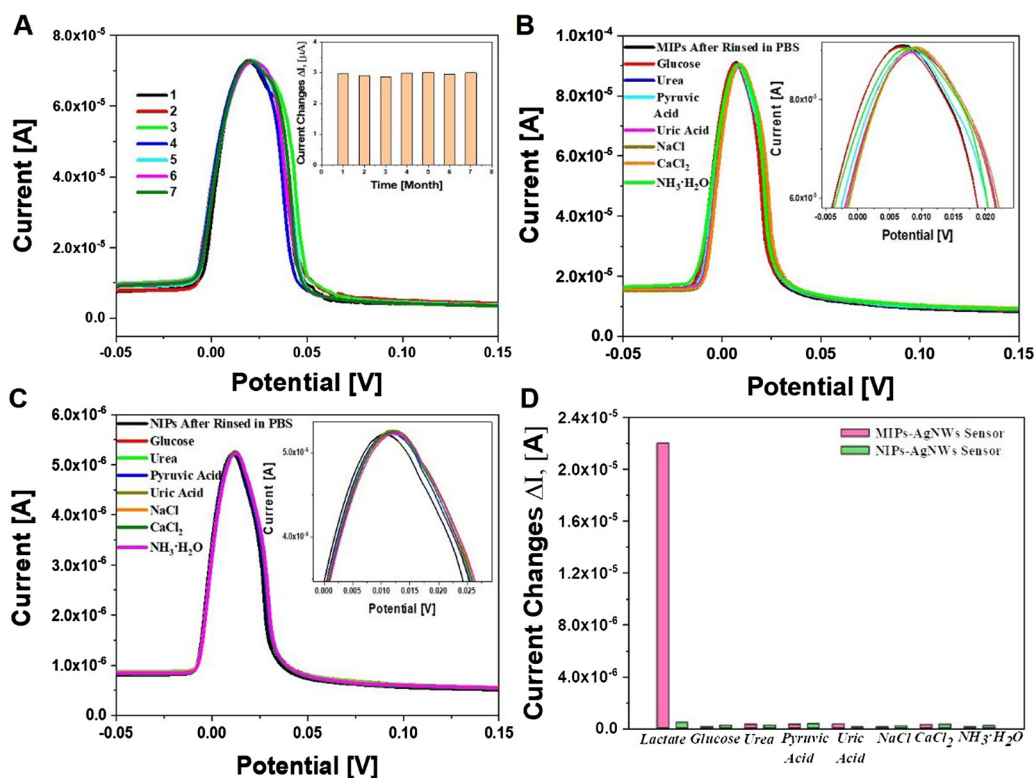 A
8.0x10⁻⁵
6.0x10⁻⁵
4.0x10⁻⁵
2.0x10⁻⁵
0.0
Current [A]
1
2
3
4
5
6
7
-0.05 0.00 0.05 0.10 0.15
Potential [V]
Current Changes ΔI, [μA]
4
3
2
1
0
0 1 2 3 4 5 6 7 8
Time [Month]
B
1.0x10⁻⁴
8.0x10⁻⁵
6.0x10⁻⁵
4.0x10⁻⁵
2.0x10⁻⁵
0.0
Current [A]
MIPs After Rinsed in PBS
Glucose
Urea
Pyruvic
Acid
Uric Acid
NaCl
CaCl₂
NH₃·H₂O
-0.05 0.00 0.05 0.10 0.15
Potential [V]
Current [A]
8.0x10⁻⁵
6.0x10⁻⁵
-0.005 0.000 0.005 0.010 0.015 0.020
Potential [V]
C
6.0x10⁻⁶
5.0x10⁻⁶
4.0x10⁻⁶
3.0x10⁻⁶
2.0x10⁻⁶
1.0x10⁻⁶
0.0
Current [A]
NIPs After Rinsed in PBS
Glucose
Urea
Pyruvic Acid
Uric Acid
NaCl
CaCl₂
NH₃·H₂O
-0.05 0.00 0.05 0.10 0.15
Potential [V]
Current [A]
5.0x10⁻⁶
4.0x10⁻⁶
0.000 0.005 0.010 0.015 0.020 0.025
Potential [V]
D
2.4x10⁻⁵
2.0x10⁻⁵
1.6x10⁻⁵
1.2x10⁻⁵
8.0x10⁻⁶
4.0x10⁻⁶
0.0
Current Changes ΔI, [A]
MIPs-AgNWs Sensor
NIPs-AgNWs Sensor
Lactate Glucose Urea Pyruvic Uric NaCl CaCl₂ NH₃·H₂O
Acid Acid